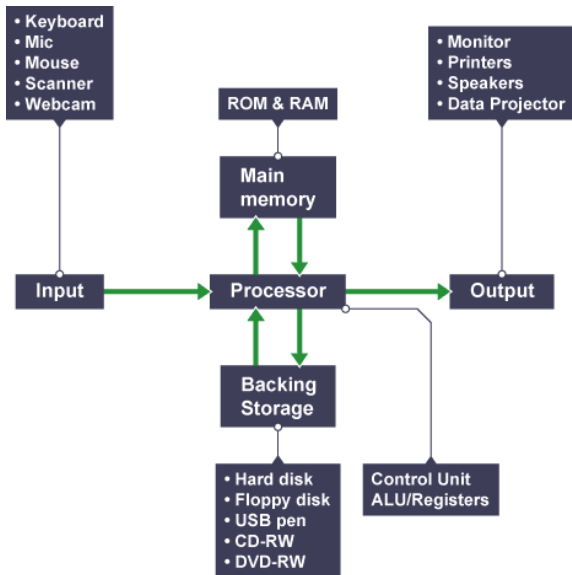 • Keyboard
• Mic
• Mouse
• Scanner
• Webcam
• Monitor
• Printers
• Speakers
• Data Projector
ROM & RAM
Main
memory
Input
Processor
Output
Backing
Storage
• Hard disk
• Floppy disk
• USB pen
• CD-RW
• DVD-RW
Control Unit
ALU/Registers